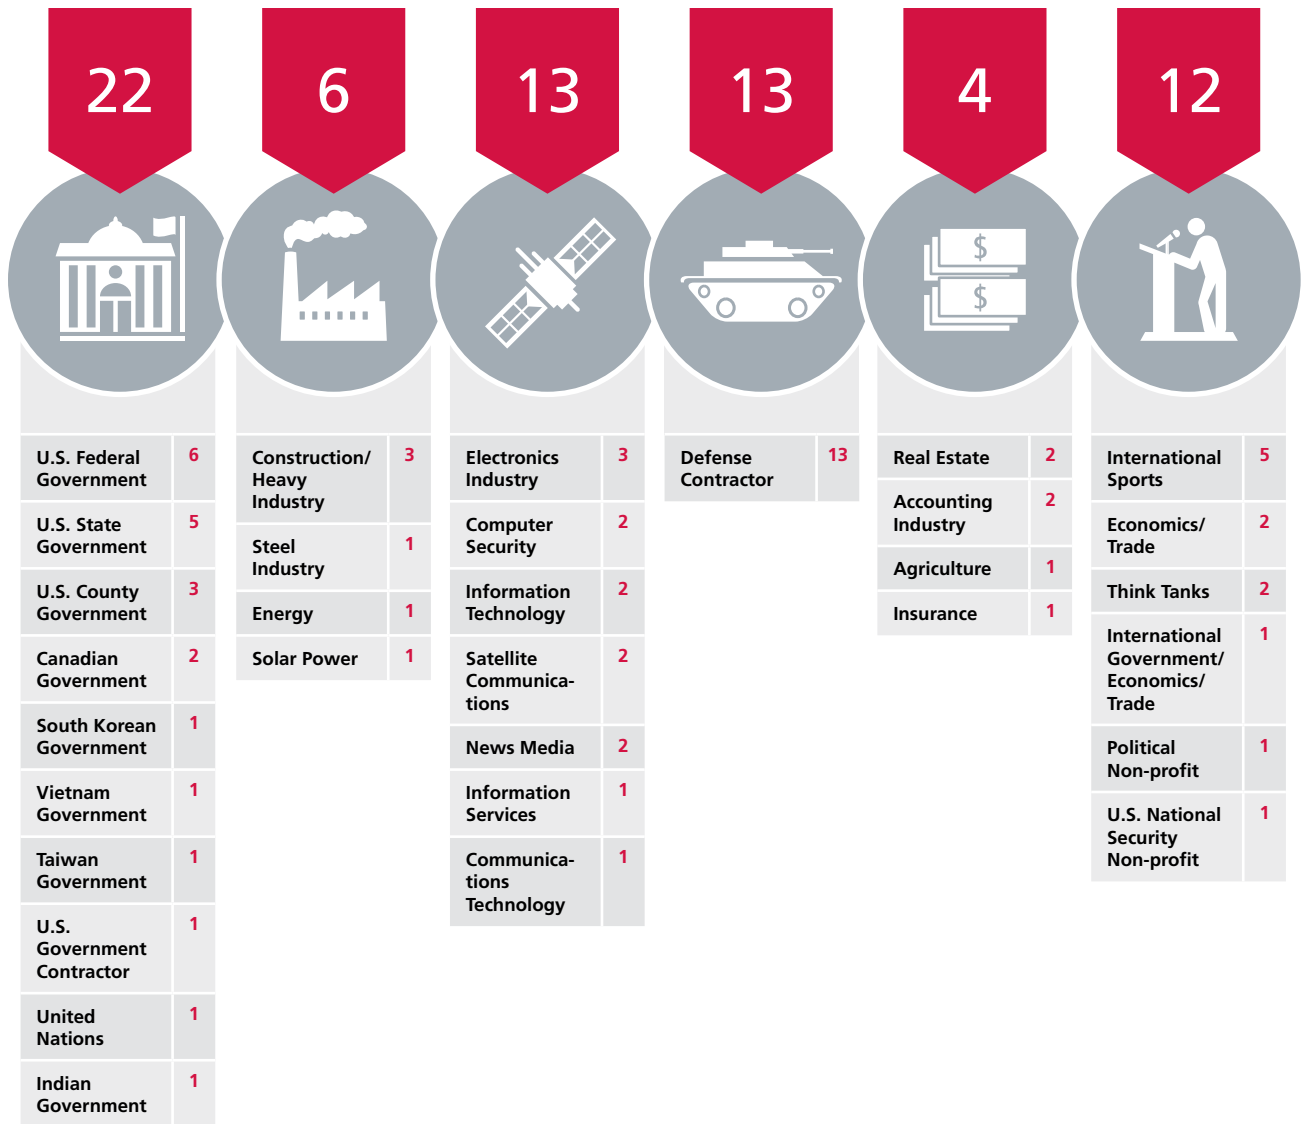 22
6
13
13
4
12
$
$
U.S. Federal
Government
6
U.S. State
Government
5
U.S. County
Government
3
Canadian
Government
2
South Korean
Government
1
Vietnam
Government
1
Taiwan
Government
1
U.S.
Government
Contractor
1
United
Nations
1
Indian
Government
1
Construction/
Heavy
Industry
3
Steel
Industry
1
Energy
1
Solar Power
1
Electronics
Industry
3
Computer
Security
2
Information
Technology
2
Satellite
Communica-
tions
2
News Media
2
Information
Services
1
Communica-
tions
Technology
1
Defense
Contractor
13
Real Estate
2
Accounting
Industry
2
Agriculture
1
Insurance
1
International
Sports
5
Economics/
Trade
2
Think Tanks
2
International
Government/
Economics/
Trade
1
Political
Non-profit
1
U.S. National
Security
Non-profit
1